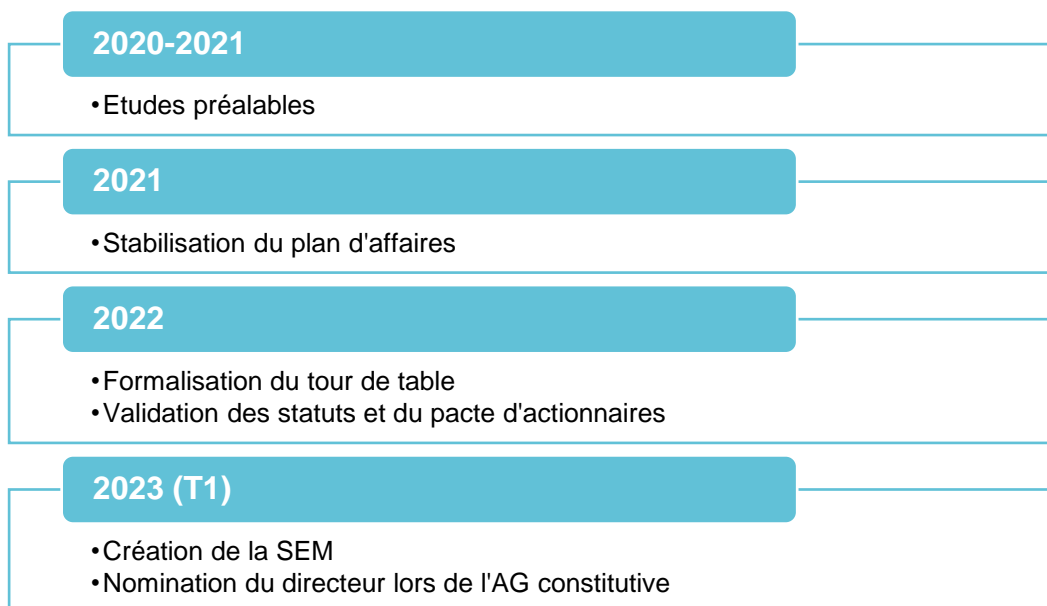 2020-2021
•Etudes préalables
2021
•Stabilisation du plan d'affaires
2022
•Formalisation du tour de table
•Validation des statuts et du pacte d'actionnaires
2023 (T1)
•Création de la SEM
•Nomination du directeur lors de l'AG constitutive